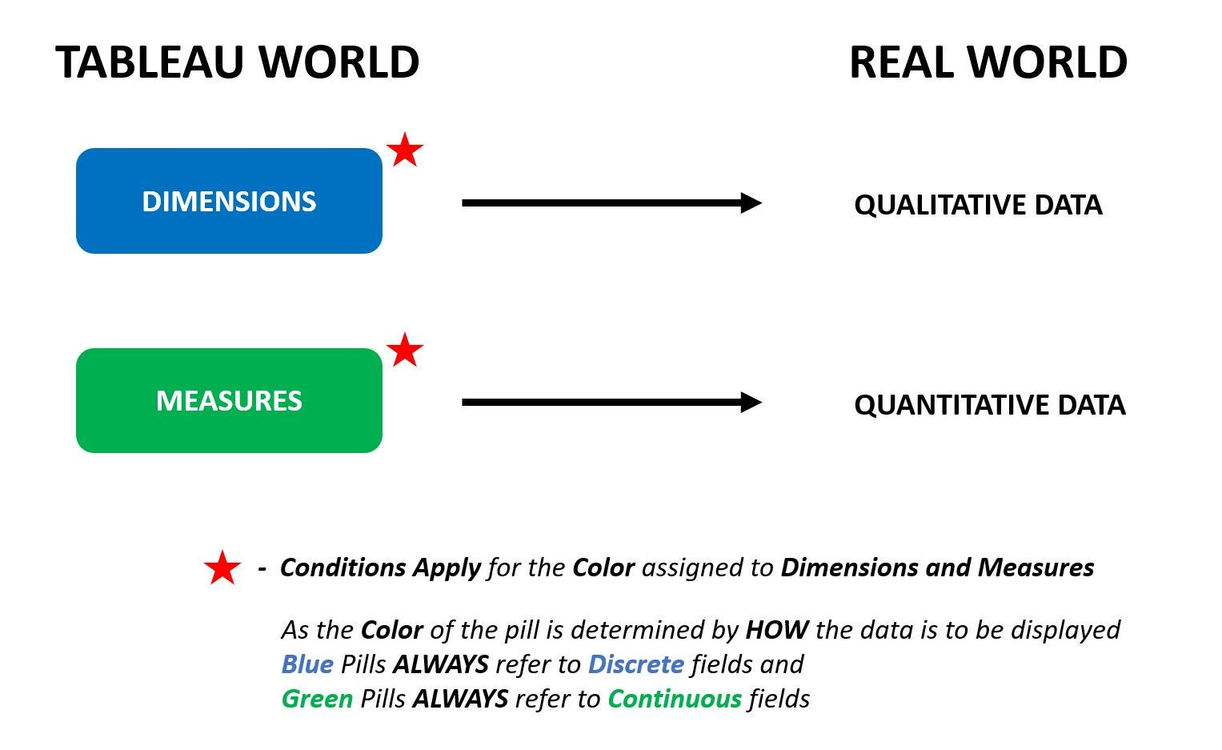 TABLEAU WORLD
REAL WORLD
DIMENSIONS
QUALITATIVE DATA
MEASURES
QUANTITATIVE DATA
- Conditions Apply for the Color assigned to Dimensions and Measures
As the Color of the pill is determined by HOW the data is to be displayed
Blue Pills ALWAYS refer to Discrete fields and
Green Pills ALWAYS refer to Continuous fields